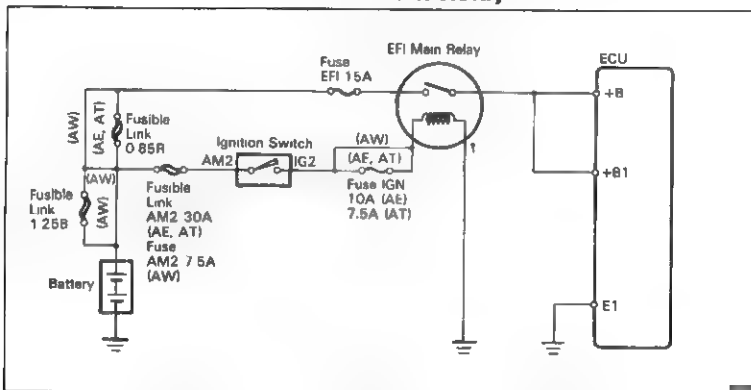 EFI Main Relay
Fuse
EFI 15A
ECU
+B
(AW)
(AE, AT)
Fusible
Link
0 85R
Ignition Switch
AM2
IG2
(AW)
(AE, AT)
Fuse IGN
10A (AE)
7.5A (AT)
+B1
(AW)
(AW)
Fusible
Link
1 25B
Fusible
Link
AM2 30A
(AE, AT)
Fuse
AM2 7 5A
(AW)
Battery
E1